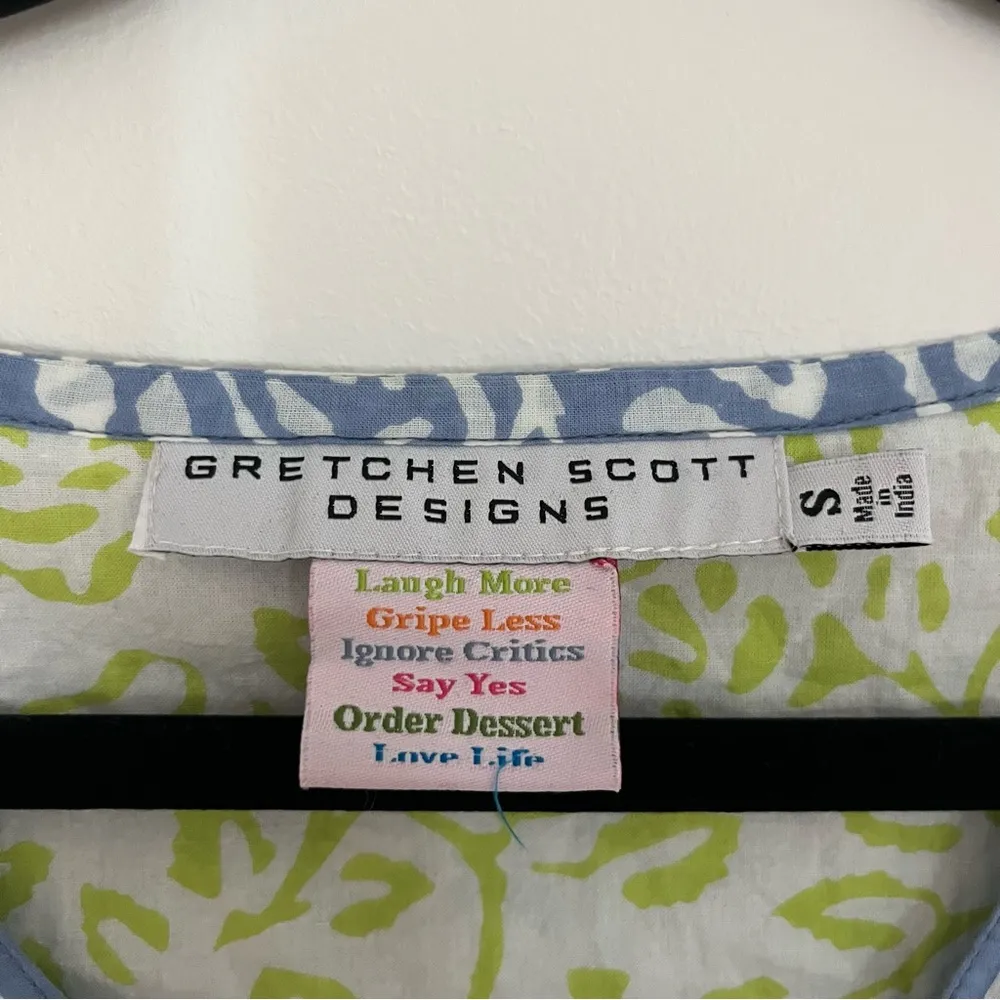 GRETCHEN SCOTT
DESIGNS
S
Made
in
India
Laugh More
Gripe Less
Ignore Critics
Say Yes
Order Dessert
Love Life